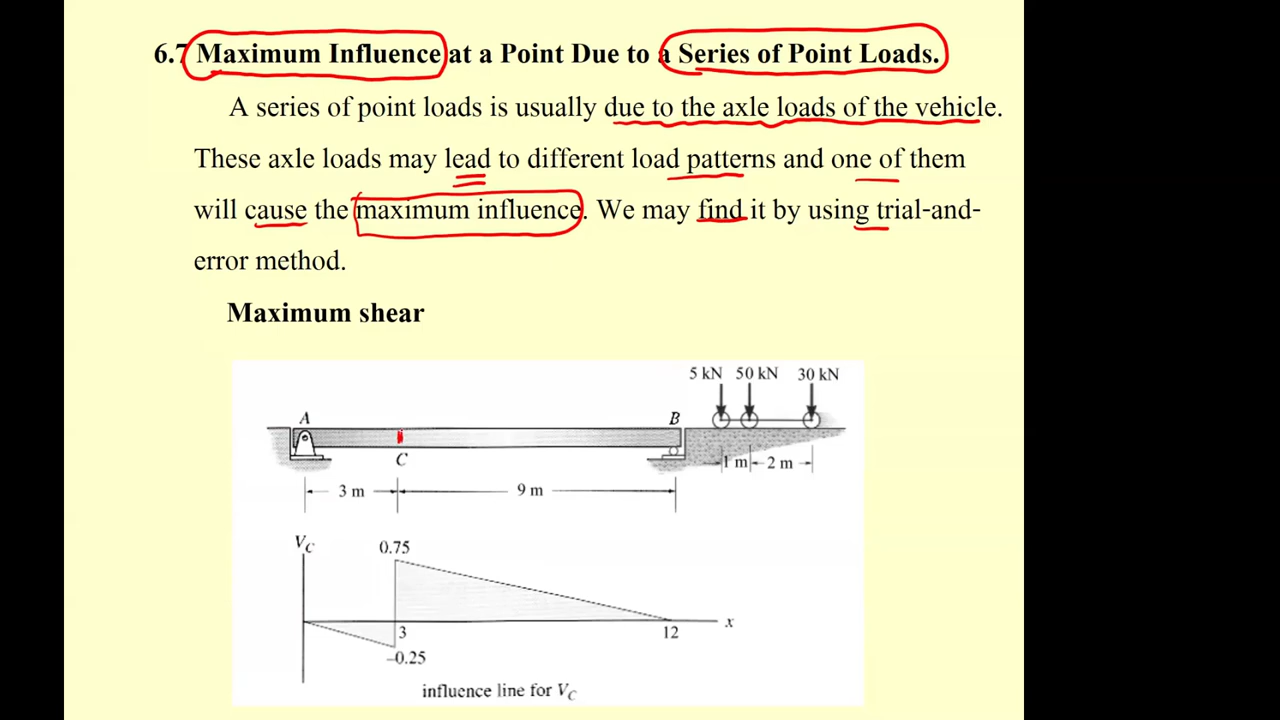 6.7 Maximum Influence at a Point Due to a Series of Point Loads.
A series of point loads is usually due to the axle loads of the vehicle.
These axle loads may lead to different load patterns and one of them
will cause the maximum influence. We may find it by using trial-and-
error method.
Maximum shear
5 kN 50 kN 30 kN
A B
C
1 m 2 m
3 m 9 m
VC 0.75
3 12 x
–0.25
influence line for VC